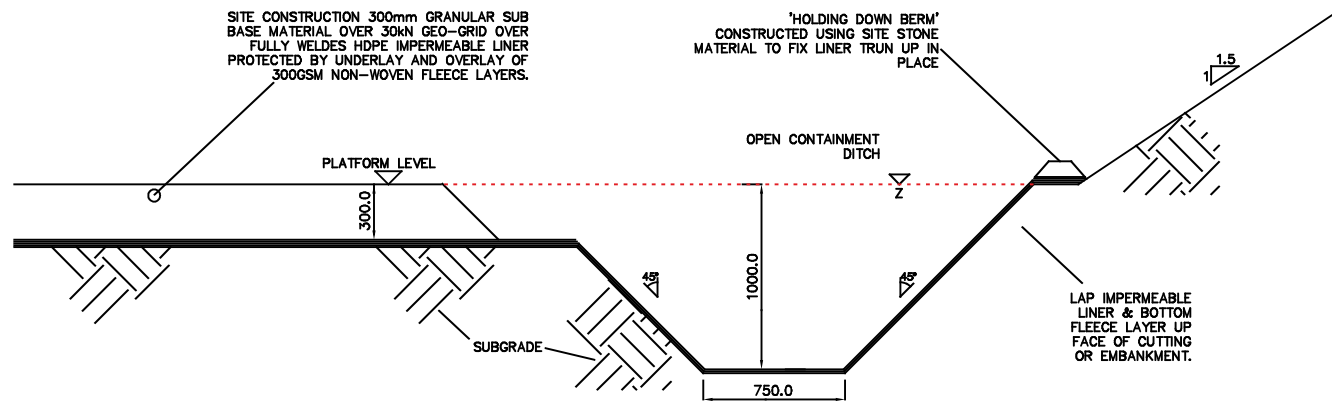 SITE CONSTRUCTION 300mm GRANULAR SUB
BASE MATERIAL OVER 30kN GEO-GRID OVER
FULLY WELDES HDPE IMPERMEABLE LINER
PROTECTED BY UNDERLAY AND OVERLAY OF
300GSM NON-WOVEN FLEECE LAYERS.
'HOLDING DOWN BERM'
CONSTRUCTED USING SITE STONE
MATERIAL TO FIX LINER TRUN UP IN
PLACE
1.5
1
OPEN CONTAINMENT
DITCH
PLATFORM LEVEL
Z
300.0
1000.0
45°
45°
LAP IMPERMEABLE
LINER & BOTTOM
FLEECE LAYER UP
FACE OF CUTTING
OR EMBANKMENT.
SUBGRADE
750.0